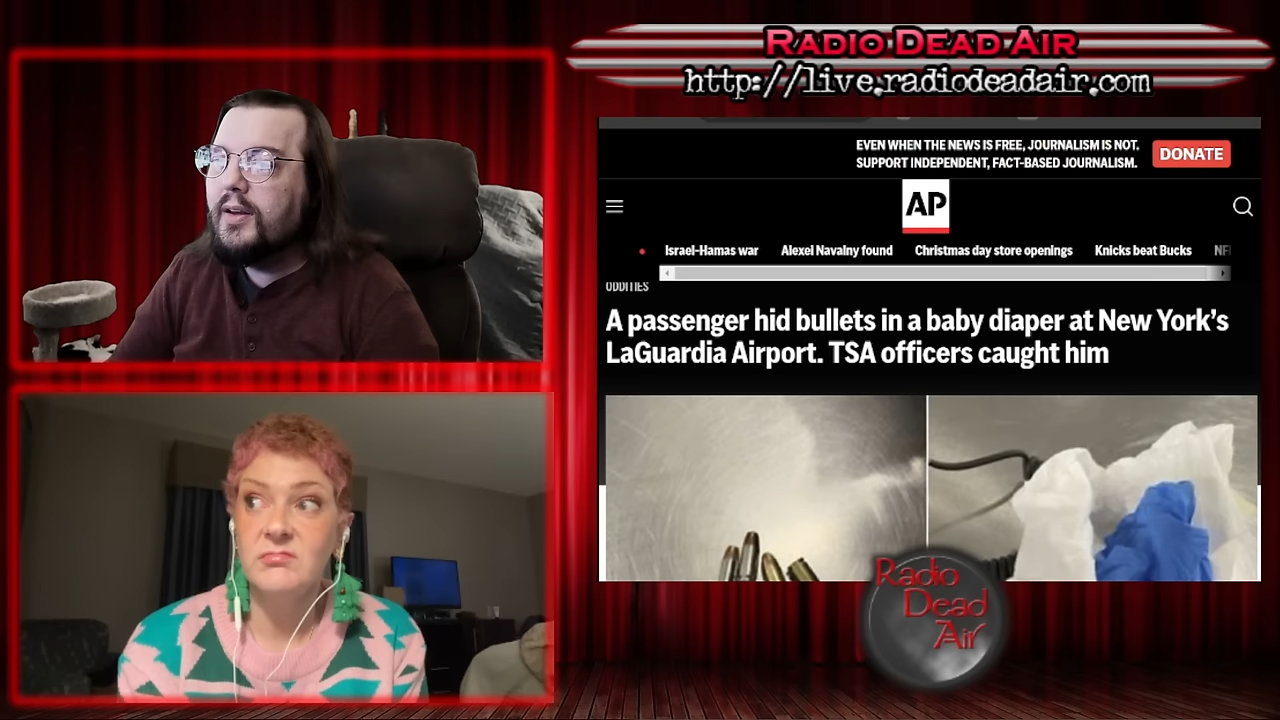 RADIO DEAD AIR
http://live.radiodeadair.com
EVEN WHEN THE NEWS IS FREE, JOURNALISM IS NOT.
SUPPORT INDEPENDENT, FACT-BASED JOURNALISM.
DONATE
AP
Israel-Hamas war Alexei Navalny found Christmas day store openings Knicks beat Bucks NFL
ODDITIES
A passenger hid bullets in a baby diaper at New York's
LaGuardia Airport. TSA officers caught him
Radio
Dead
Air